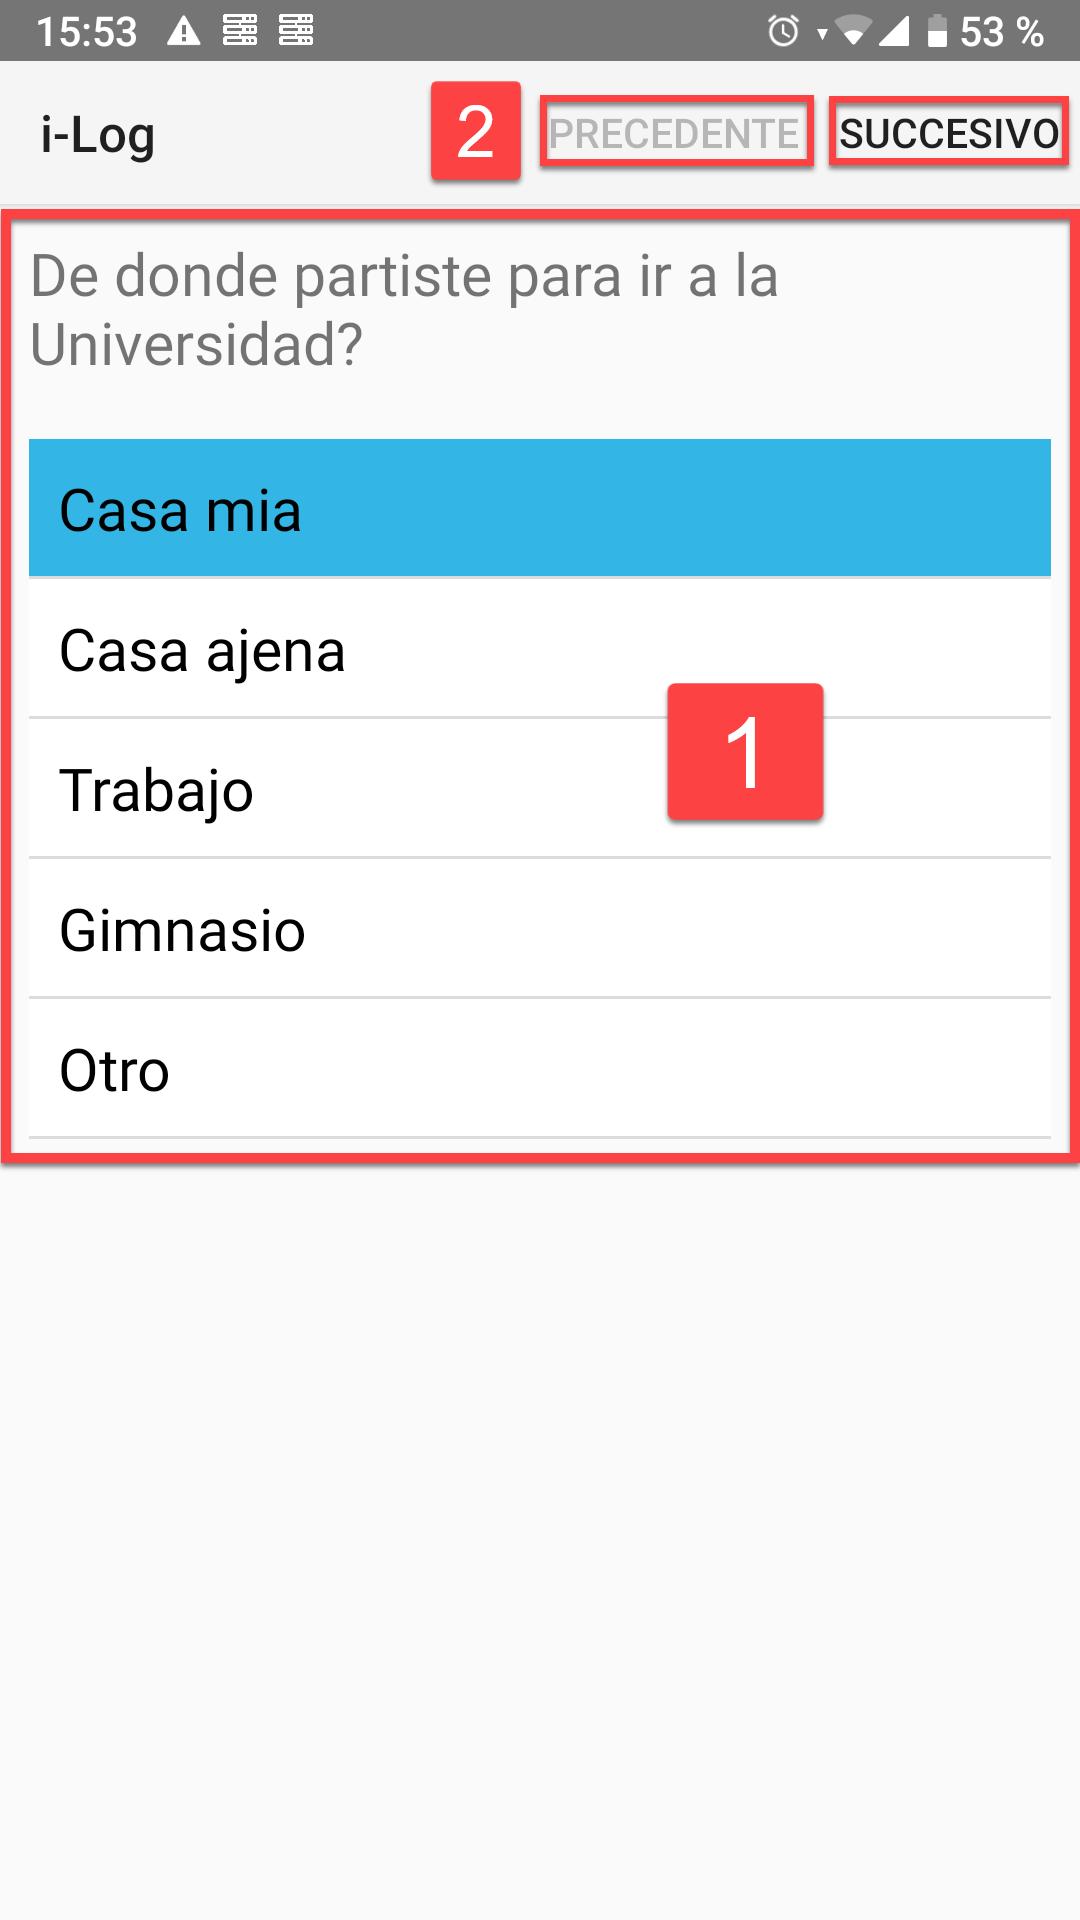 15:53 53 %
i-Log 2 PRECEDENTE SUCCESIVO
De donde partiste para ir a la
Universidad?
Casa mia
Casa ajena
1
Trabajo
Gimnasio
Otro